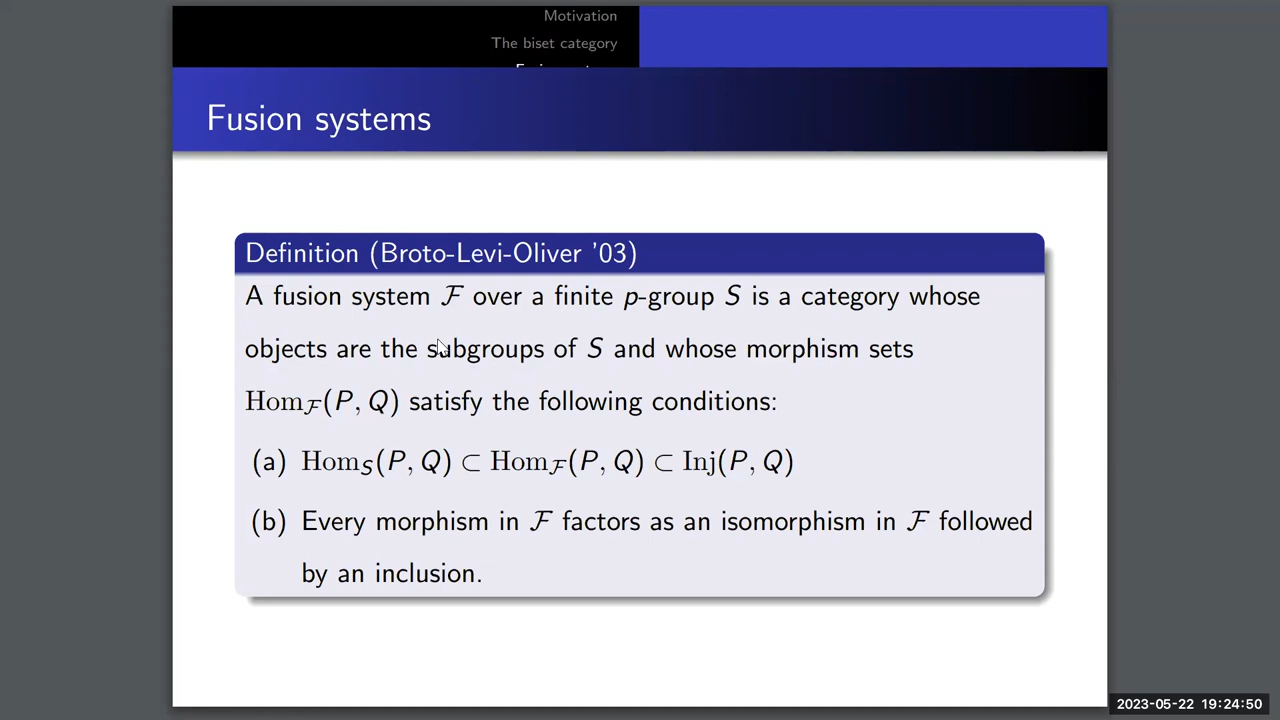 Motivation
The biset category
Fusion systems
Definition (Broto-Levi-Oliver '03)
A fusion system ℱ over a finite p-group S is a category whose
objects are the subgroups of S and whose morphism sets
Hom_ℱ(P, Q) satisfy the following conditions:
(a) Hom_S(P, Q) ⊂ Hom_ℱ(P, Q) ⊂ Inj(P, Q)
(b) Every morphism in ℱ factors as an isomorphism in ℱ followed
by an inclusion.
2023-05-22 19:24:50